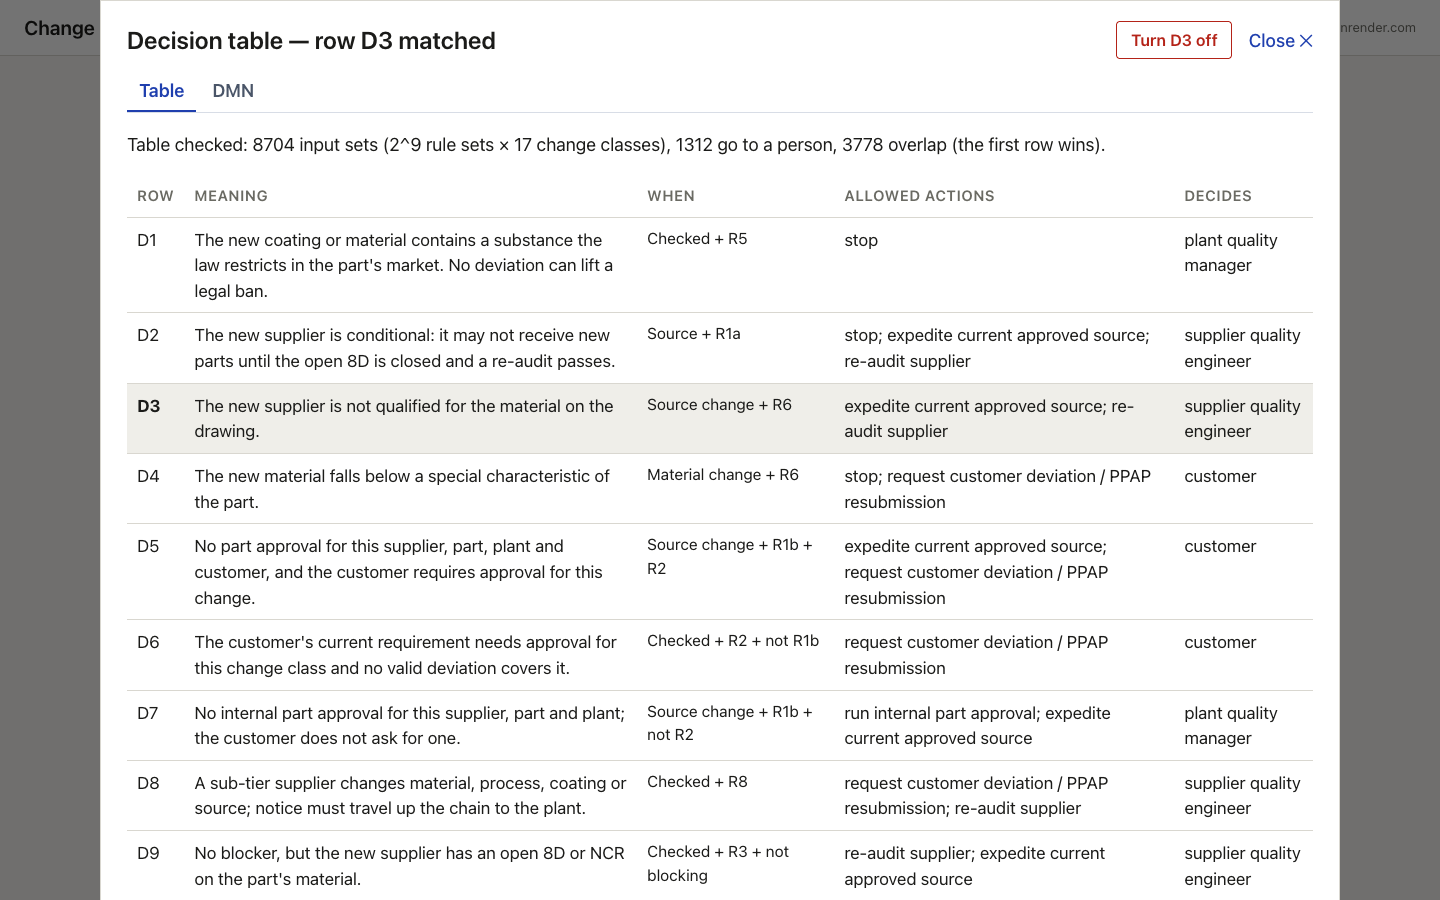 Change
Decision table — row D3 matched
Turn D3 off
Close ×
nrender.com
Table
DMN
Table checked: 8704 input sets (2^9 rule sets × 17 change classes), 1312 go to a person, 3778 overlap (the first row wins).
ROW MEANING WHEN ALLOWED ACTIONS DECIDES
D1 The new coating or material contains a substance the Checked + R5 stop plant quality
law restricts in the part's market. No deviation can lift a manager
legal ban.
D2 The new supplier is conditional: it may not receive new Source + R1a stop; expedite current approved source; supplier quality
parts until the open 8D is closed and a re-audit passes. re-audit supplier engineer
D3 The new supplier is not qualified for the material on the Source change + R6 expedite current approved source; re- supplier quality
drawing. audit supplier engineer
D4 The new material falls below a special characteristic of Material change + R6 stop; request customer deviation / PPAP customer
the part. resubmission
D5 No part approval for this supplier, part, plant and Source change + R1b + expedite current approved source; customer
customer, and the customer requires approval for this R2 request customer deviation / PPAP
change. resubmission
D6 The customer's current requirement needs approval for Checked + R2 + not R1b request customer deviation / PPAP customer
this change class and no valid deviation covers it. resubmission
D7 No internal part approval for this supplier, part and plant; Source change + R1b + run internal part approval; expedite plant quality
the customer does not ask for one. not R2 current approved source manager
D8 A sub-tier supplier changes material, process, coating or Checked + R8 request customer deviation / PPAP supplier quality
source; notice must travel up the chain to the plant. resubmission; re-audit supplier engineer
D9 No blocker, but the new supplier has an open 8D or NCR Checked + R3 + not re-audit supplier; expedite current supplier quality
on the part's material. blocking approved source engineer